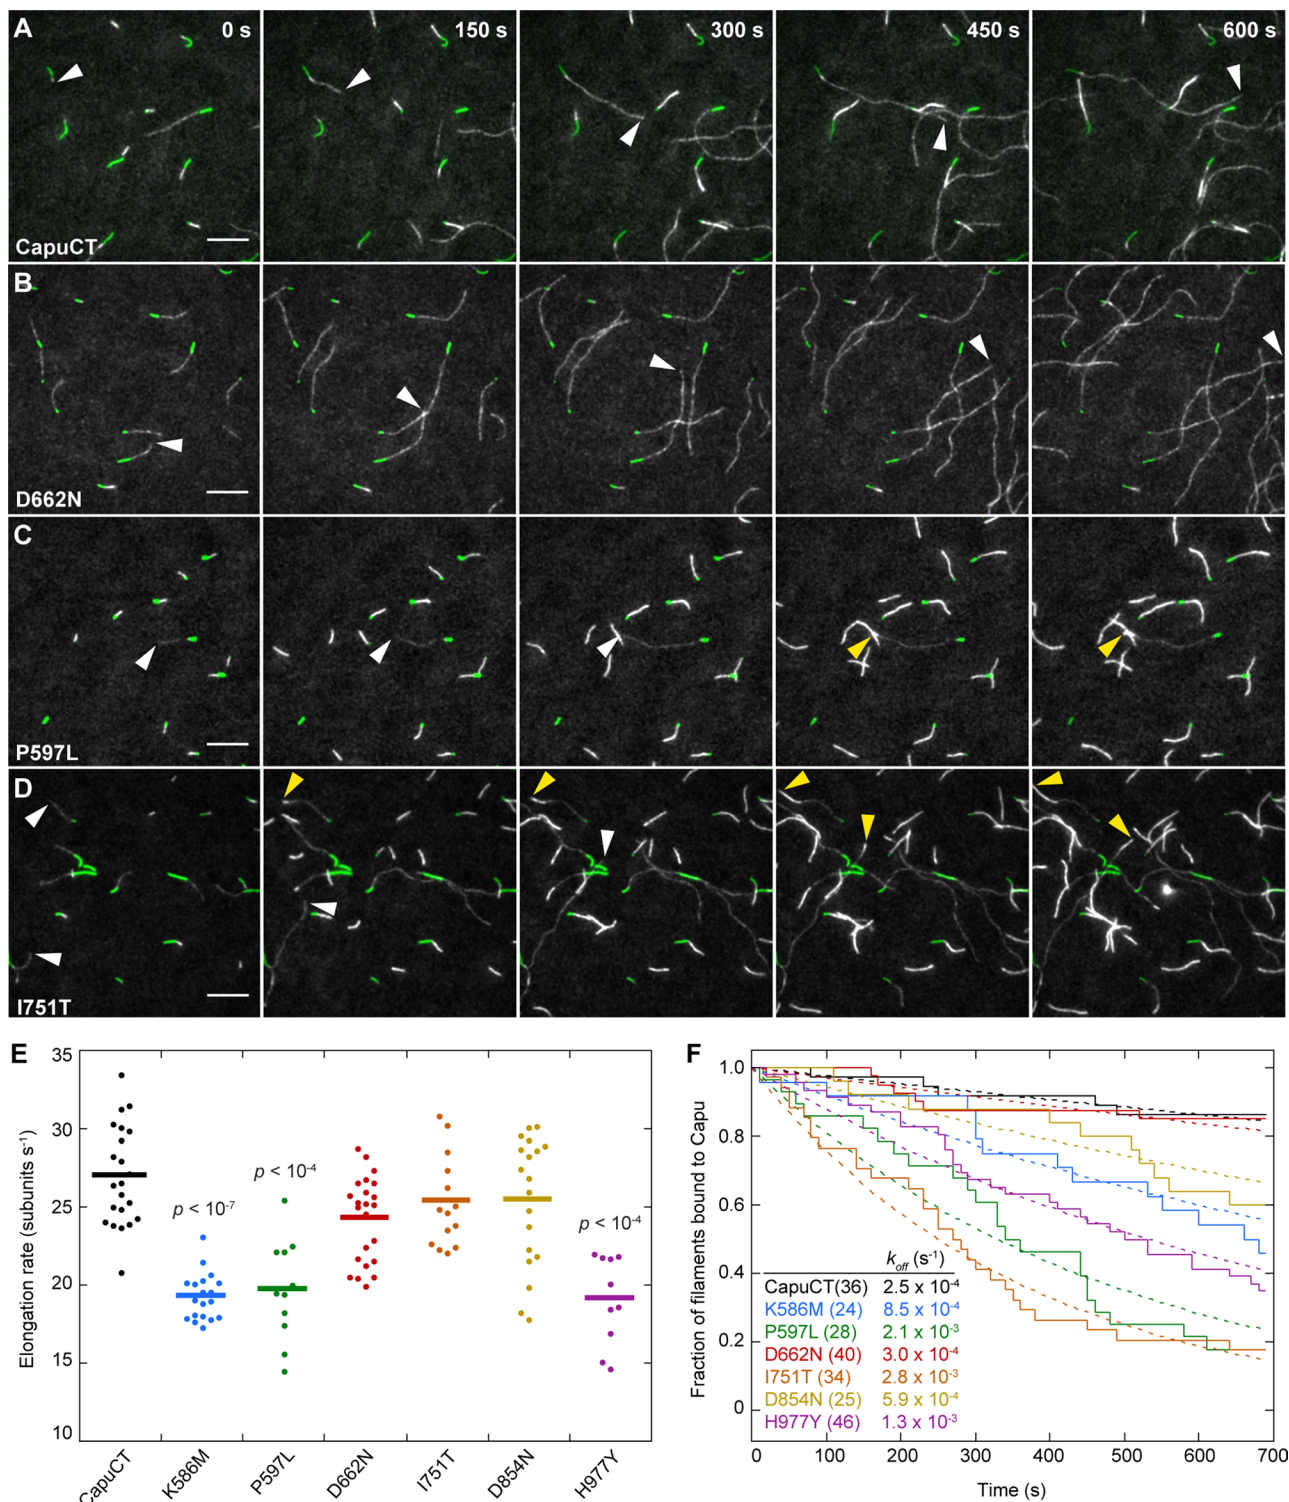 A 0 s 150 s 300 s 450 s 600 s
CapuCT
B
D662N
C
P597L
D
I751T
E
Elongation rate (subunits s⁻¹)
35
30
25
20
15
10
p < 10⁻⁷
p < 10⁻⁴
p < 10⁻⁴
CapuCT K586M P597L D662N I751T D854N H977Y
F
Fraction of filaments bound to Capu
1.0
0.8
0.6
0.4
0.2
0
k_off (s⁻¹)
CapuCT(36) 2.5 x 10⁻⁴
K586M (24) 8.5 x 10⁻⁴
P597L (28) 2.1 x 10⁻³
D662N (40) 3.0 x 10⁻⁴
I751T (34) 2.8 x 10⁻³
D854N (25) 5.9 x 10⁻⁴
H977Y (46) 1.3 x 10⁻³
0 100 200 300 400 500 600 700
Time (s)